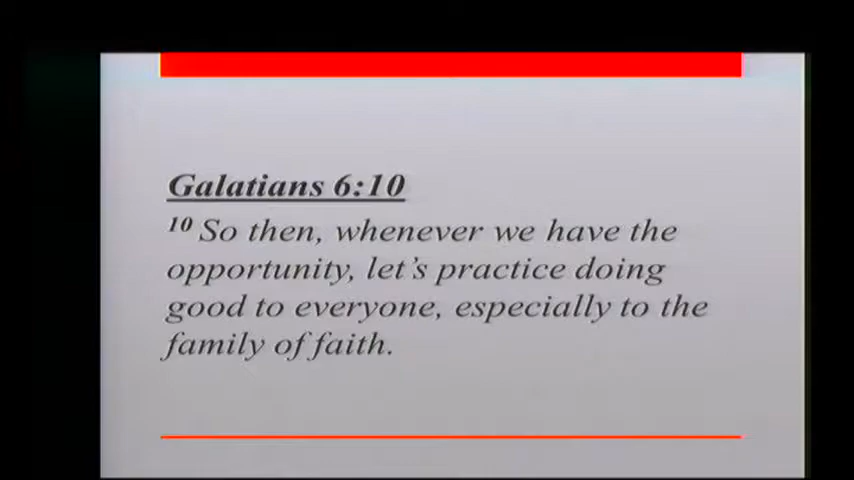 Galatians 6:10
10 So then, whenever we have the
opportunity, let's practice doing
good to everyone, especially to the
family of faith.